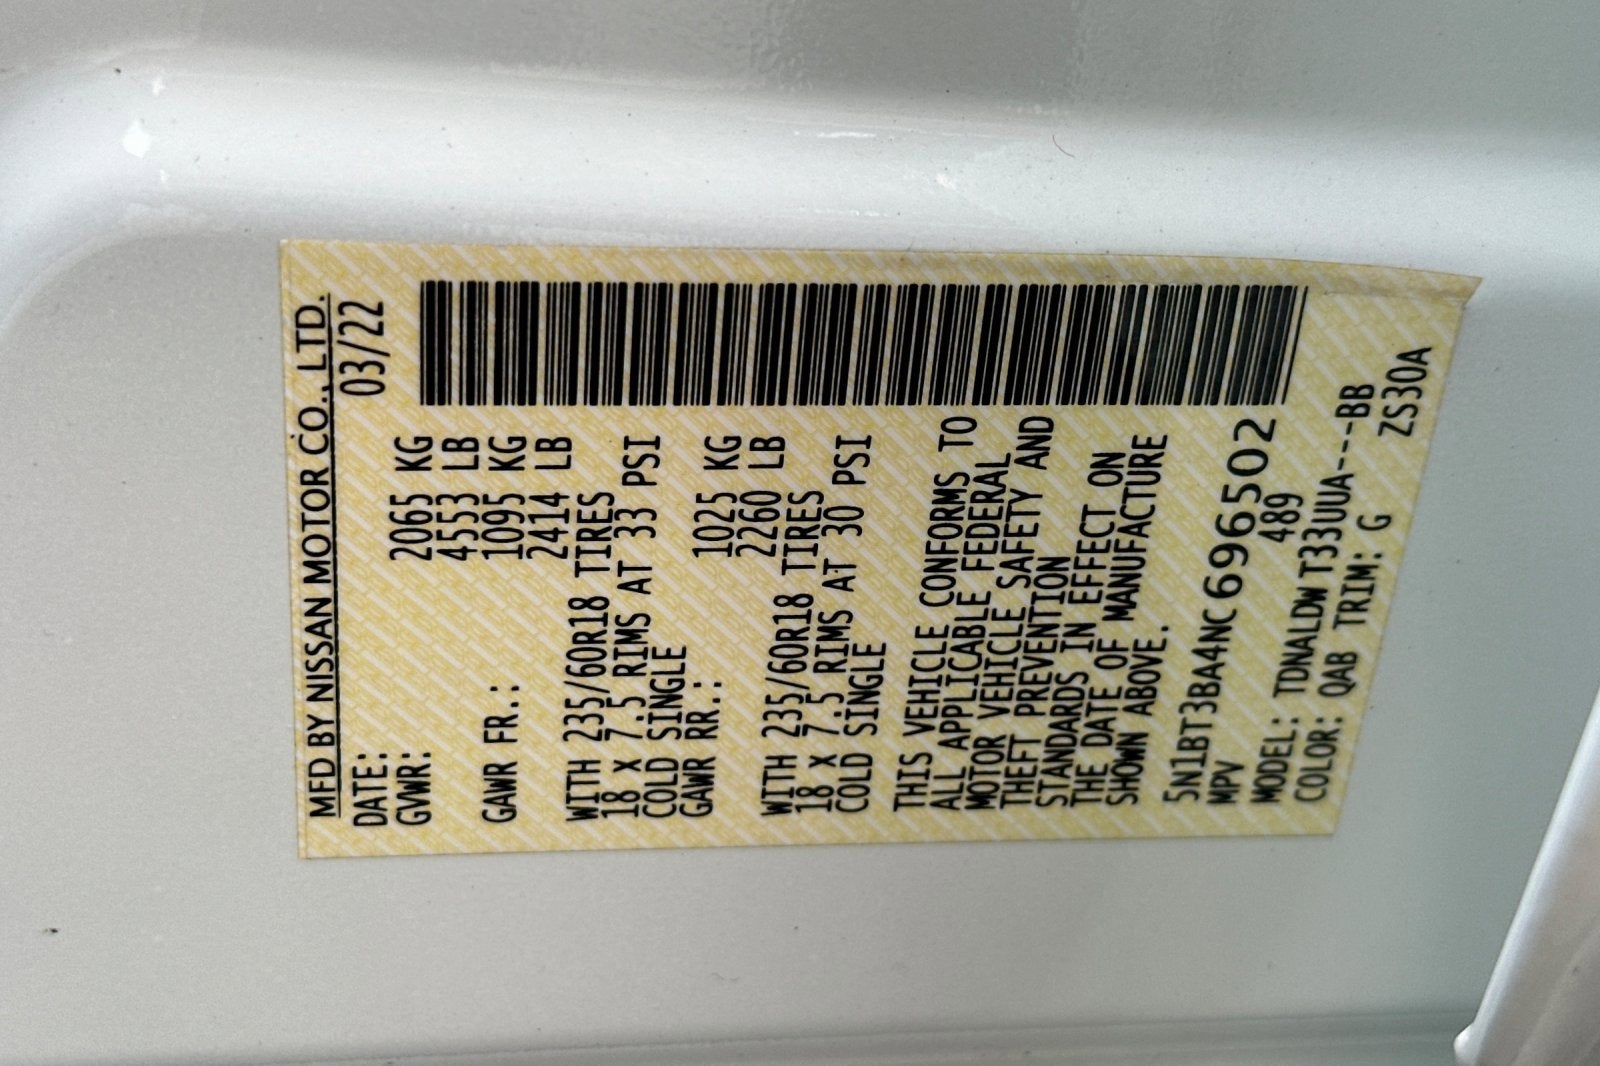 MFD BY NISSAN MOTOR CO., LTD.
DATE: 03/22
GVWR: 2065 KG
4553 LB
GAWR FR.: 1095 KG
2414 LB
WITH 235/60R18 TIRES
18 X 7.5 RIMS AT 33 PSI
COLD SINGLE
GAWR RR.: 1025 KG
2260 LB
WITH 235/60R18 TIRES
18 X 7.5 RIMS AT 30 PSI
COLD SINGLE
THIS VEHICLE CONFORMS TO
ALL APPLICABLE FEDERAL
MOTOR VEHICLE SAFETY AND
THEFT PREVENTION
STANDARDS IN EFFECT ON
THE DATE OF MANUFACTURE
SHOWN ABOVE.
5N1BT3BA4NC696502
MPV 489
MODEL: TDNALDWT33UUA---BB
COLOR: QAB TRIM: G ZS30A